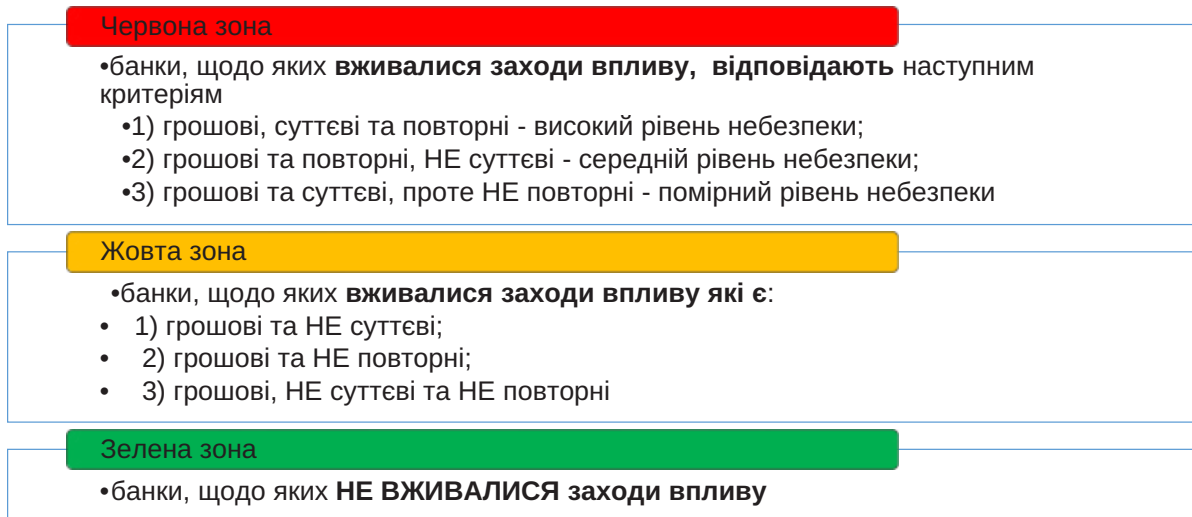 Червона зона
•банки, щодо яких вживалися заходи впливу, відповідають наступним
критеріям
•1) грошові, суттєві та повторні - високий рівень небезпеки;
•2) грошові та повторні, НЕ суттєві - середній рівень небезпеки;
•3) грошові та суттєві, проте НЕ повторні - помірний рівень небезпеки
Жовта зона
•банки, щодо яких вживалися заходи впливу які є:
• 1) грошові та НЕ суттєві;
• 2) грошові та НЕ повторні;
• 3) грошові, НЕ суттєві та НЕ повторні
Зелена зона
•банки, щодо яких НЕ ВЖИВАЛИСЯ заходи впливу